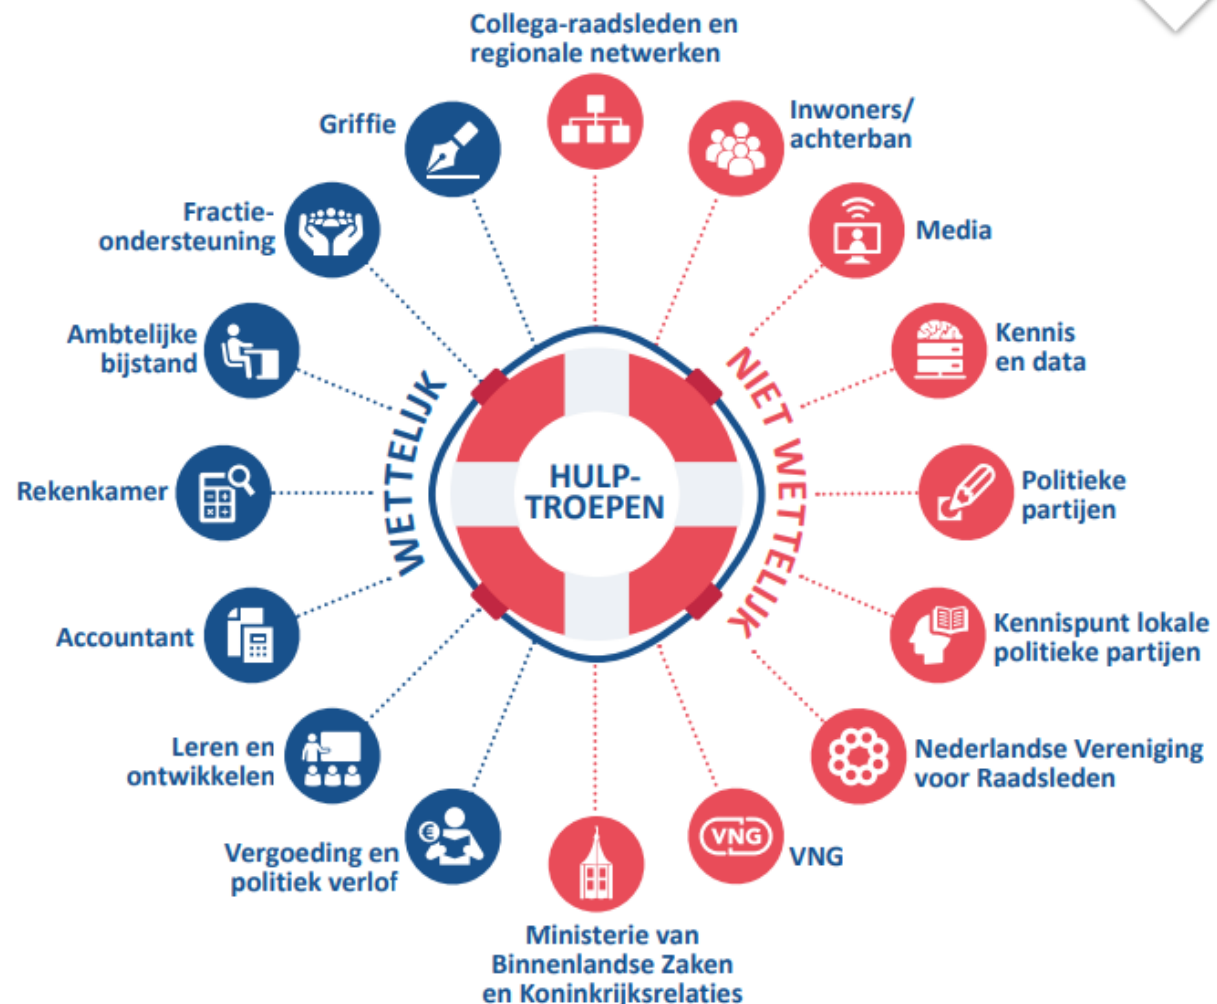 Collega-raadsleden en
regionale netwerken
Inwoners/
achterban
Media
Kennis
en data
Politieke
partijen
Kennispunt lokale
politieke partijen
Nederlandse Vereniging
voor Raadsleden
VNG
VNG
Ministerie van
Binnenlandse Zaken
en Koninkrijksrelaties
Vergoeding en
politiek verlof
€
Leren en
ontwikkelen
Accountant
Rekenkamer
Ambtelijke
bijstand
Fractie-
ondersteuning
Griffie
WETTELIJK
HULP-
TROEPEN
NIET WETTELIJK